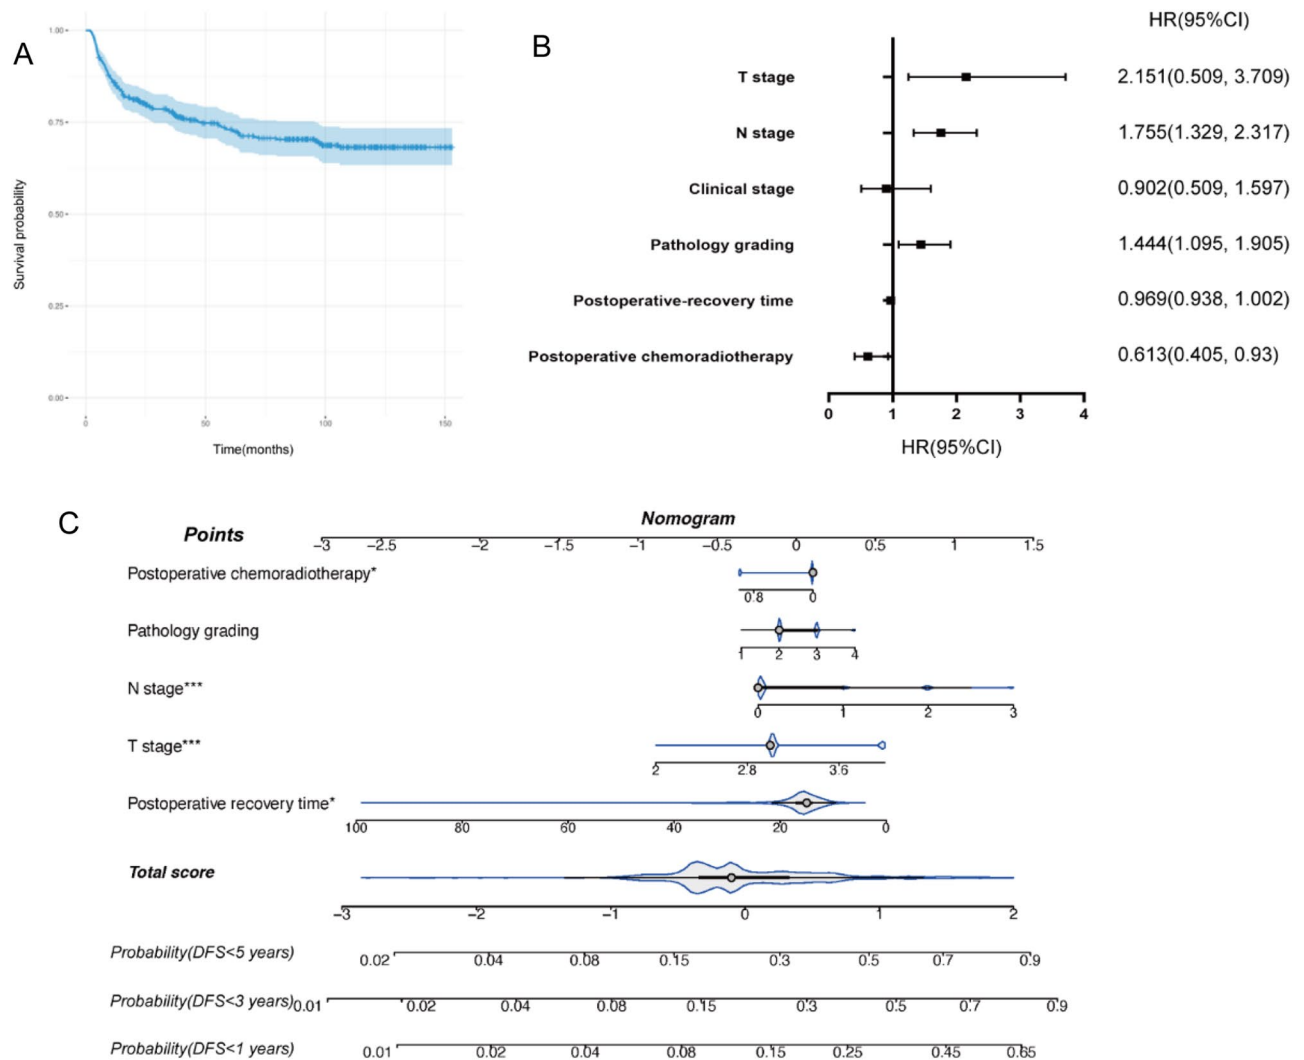 A
1.00
0.75
0.50
0.25
0.00
Survival probability
0
50
100
150
Time(months)
B
HR(95%CI)
T stage
2.151(0.509, 3.709)
N stage
1.755(1.329, 2.317)
Clinical stage
0.902(0.509, 1.597)
Pathology grading
1.444(1.095, 1.905)
Postoperative-recovery time
0.969(0.938, 1.002)
Postoperative chemoradiotherapy
0.613(0.405, 0.93)
0 1 2 3 4
HR(95%CI)
C
Nomogram
Points
−3 −2.5 −2 −1.5 −1 −0.5 0 0.5 1 1.5
Postoperative chemoradiotherapy*
0.8 0
Pathology grading
1 2 3 4
N stage***
0 1 2 3
T stage***
2 2.8 3.6
Postoperative recovery time*
100 80 60 40 20 0
Total score
−3 −2 −1 0 1 2
Probability(DFS<5 years)
0.02 0.04 0.08 0.15 0.3 0.5 0.7 0.9
Probability(DFS<3 years)
0.01 0.02 0.04 0.08 0.15 0.3 0.5 0.7 0.9
Probability(DFS<1 years)
0.01 0.02 0.04 0.08 0.15 0.25 0.45 0.65